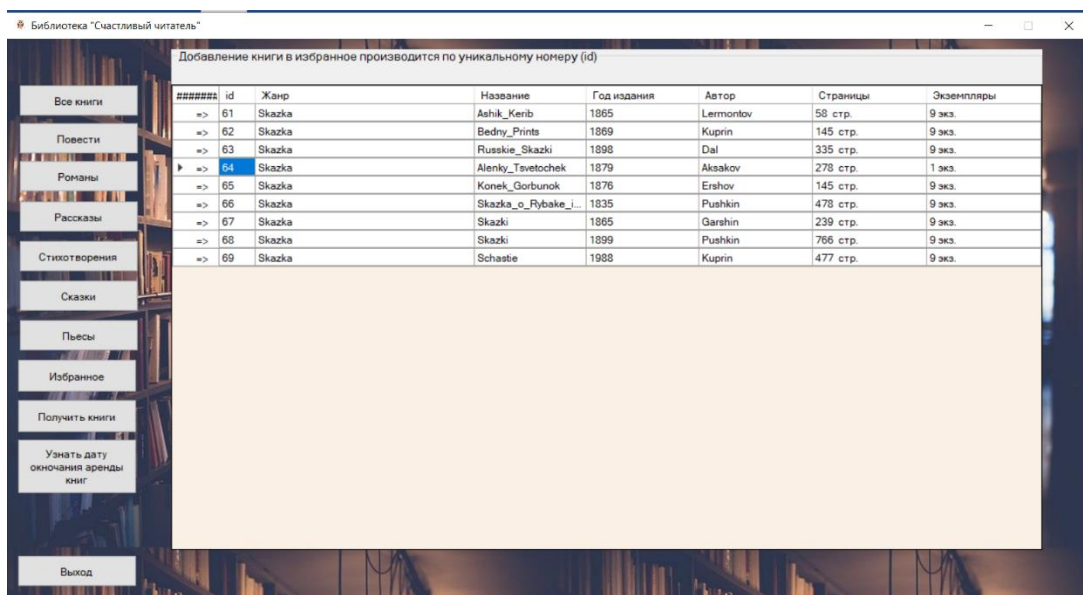 Библиотека "Счастливый читатель"
Добавление книги в избранное производится по уникальному номеру (id)
Все книги
Повести
Романы
Рассказы
Стихотворения
Сказки
Пьесы
Избранное
Получить книги
Узнать дату
окночания аренды
книг
Выход
####### id Жанр Название Год издания Автор Страницы Экземпляры
=> 61 Skazka Ashik_Kerib 1865 Lermontov 58 стр. 9 экз.
=> 62 Skazka Bedny_Prints 1869 Kuprin 145 стр. 9 экз.
=> 63 Skazka Russkie_Skazki 1898 Dal 335 стр. 9 экз.
=> 64 Skazka Alenky_Tsvetochek 1879 Aksakov 278 стр. 1 экз.
=> 65 Skazka Konek_Gorbunok 1876 Ershov 145 стр. 9 экз.
=> 66 Skazka Skazka_o_Rybake_i... 1835 Pushkin 478 стр. 9 экз.
=> 67 Skazka Skazki 1865 Garshin 239 стр. 9 экз.
=> 68 Skazka Skazki 1899 Pushkin 766 стр. 9 экз.
=> 69 Skazka Schastie 1988 Kuprin 477 стр. 9 экз.